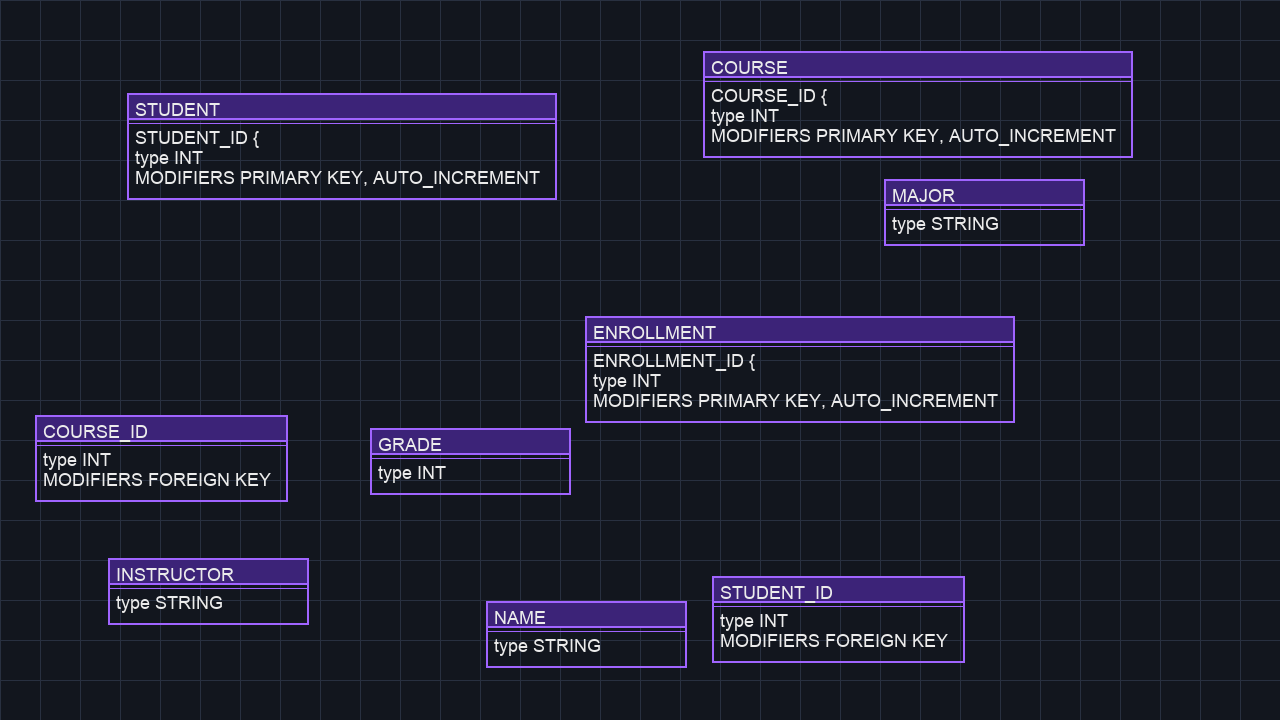 COURSE
COURSE_ID {
type INT
MODIFIERS PRIMARY KEY, AUTO_INCREMENT
STUDENT
STUDENT_ID {
type INT
MODIFIERS PRIMARY KEY, AUTO_INCREMENT
MAJOR
type STRING
ENROLLMENT
ENROLLMENT_ID {
type INT
MODIFIERS PRIMARY KEY, AUTO_INCREMENT
COURSE_ID
type INT
MODIFIERS FOREIGN KEY
GRADE
type INT
INSTRUCTOR
type STRING
NAME
type STRING
STUDENT_ID
type INT
MODIFIERS FOREIGN KEY